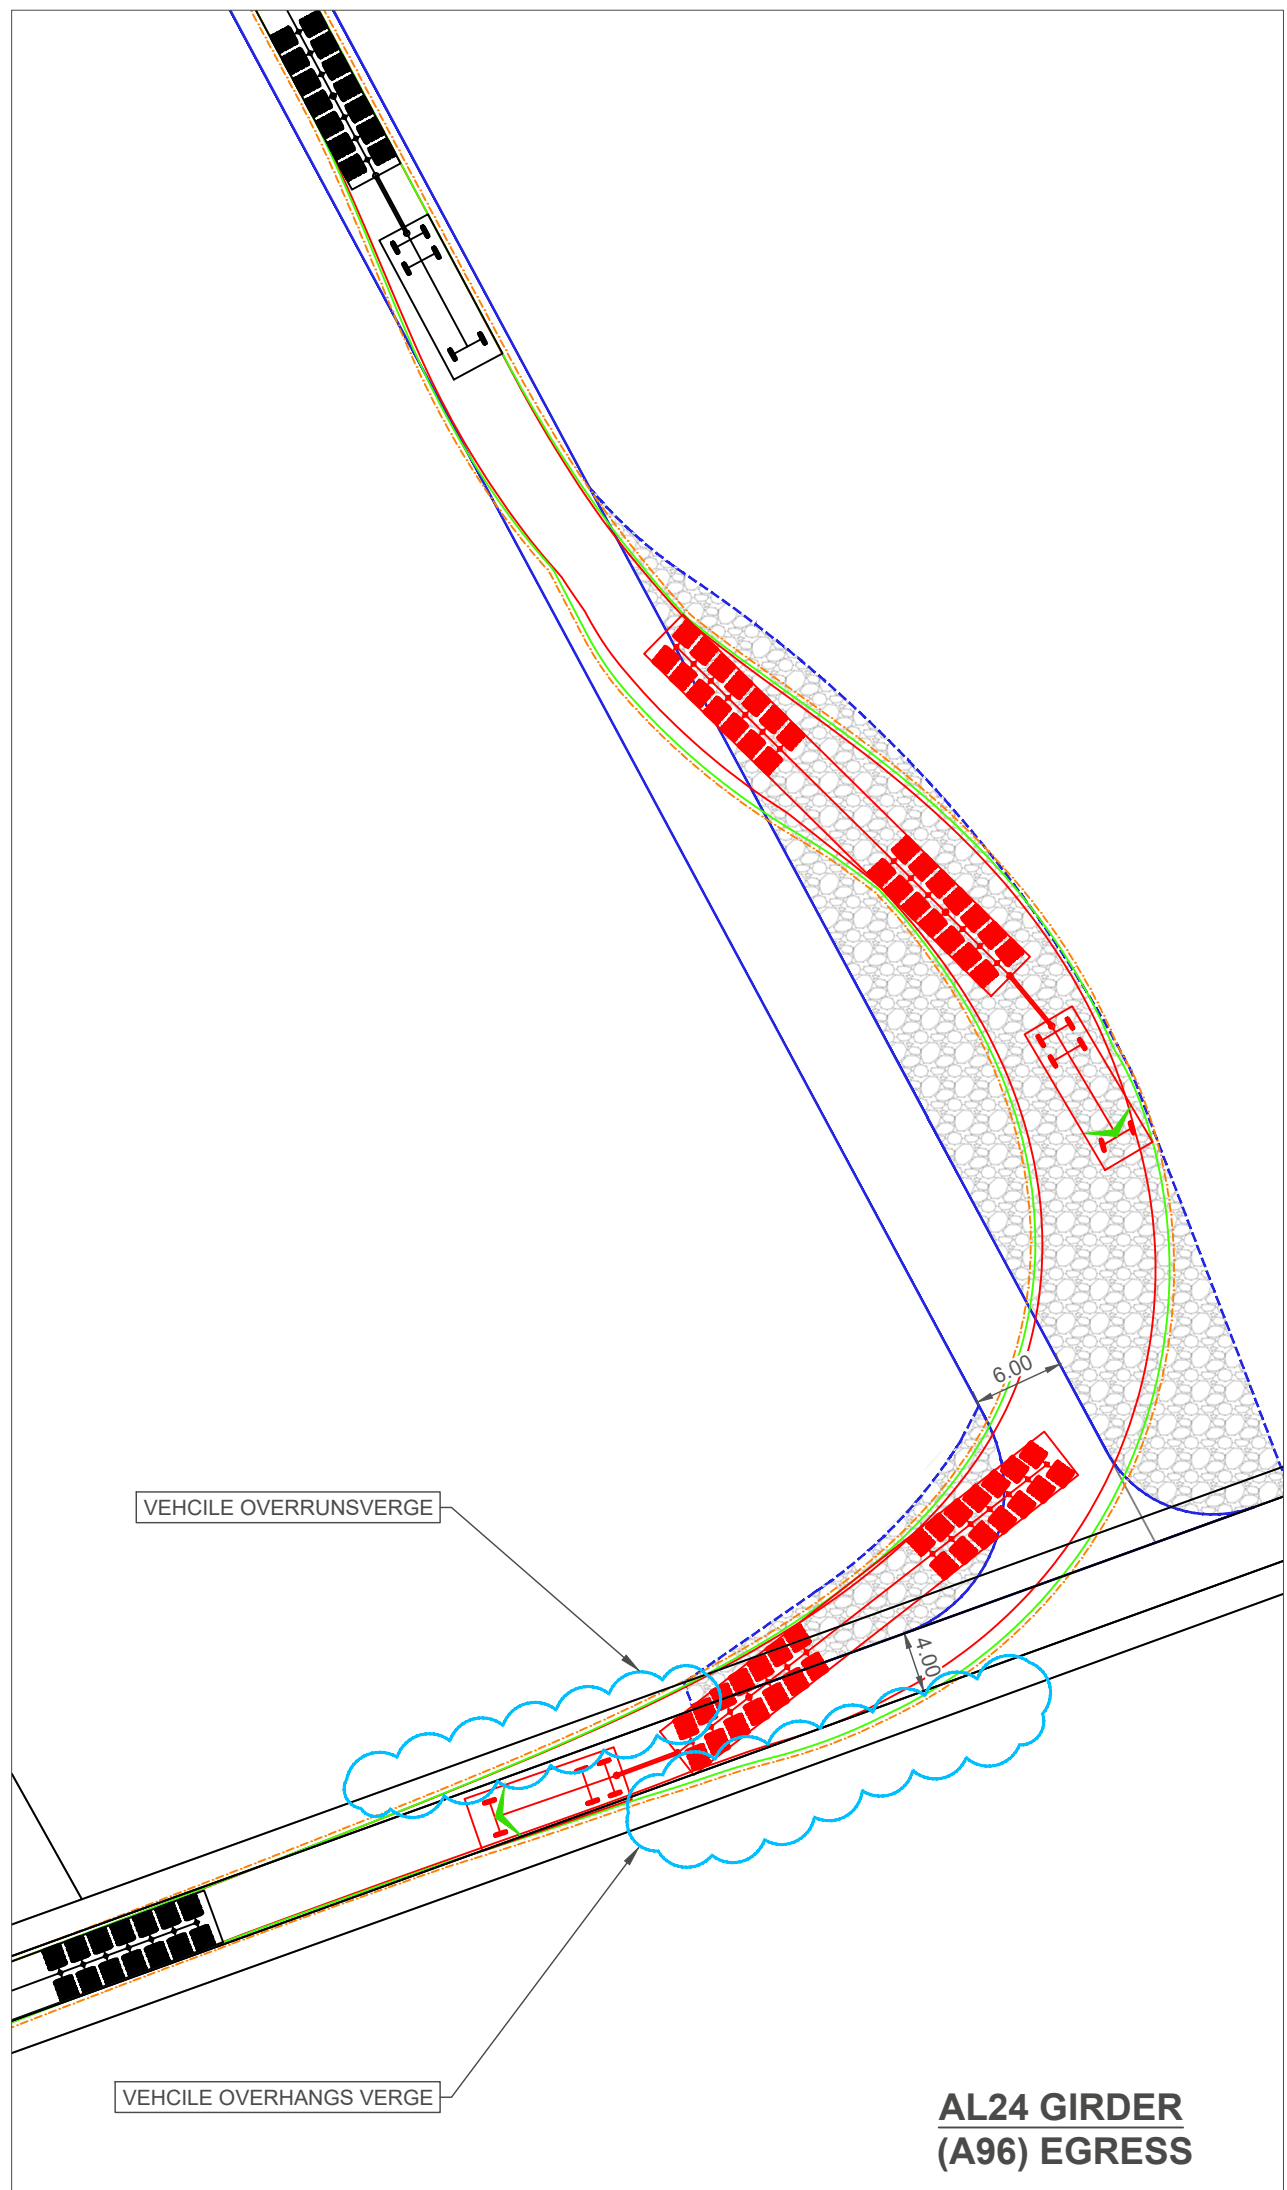 6.00
VEHCILE OVERRUNSVERGE
4.00
VEHCILE OVERHANGS VERGE
AL24 GIRDER
(A96) EGRESS